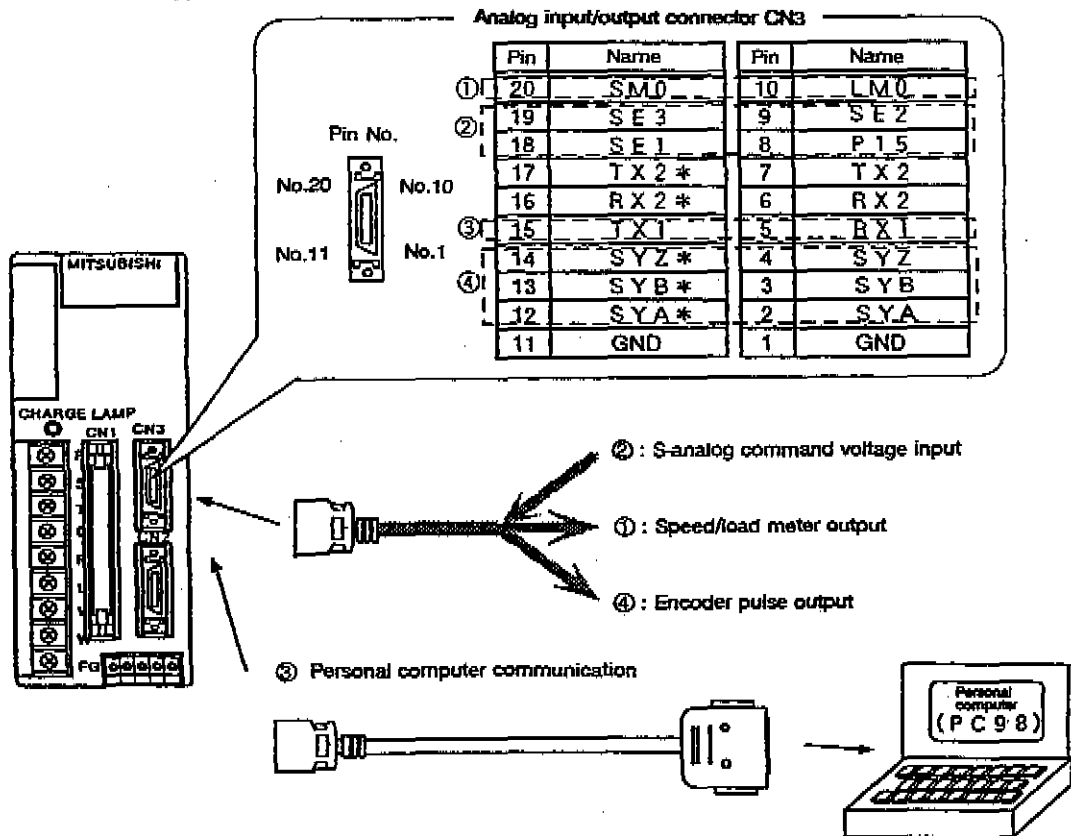 Analog input/output connector CN3
Pin Name Pin Name
① 20 SM0 10 LM0
② 19 SE3 9 SE2
18 SE1 8 P15
17 TX2* 7 TX2
16 RX2* 6 RX2
③ 15 TX1 5 RX1
④ 14 SYZ* 4 SYZ
13 SYB* 3 SYB
12 SYA* 2 SYA
11 GND 1 GND
Pin No.
No.20 No.10
No.11 No.1
MITSUBISHI
CHARGE LAMP
CN1 CN3
FG
② : S-analog command voltage input
① : Speed/load meter output
④ : Encoder pulse output
③ Personal computer communication
Personal
computer
(PC98)